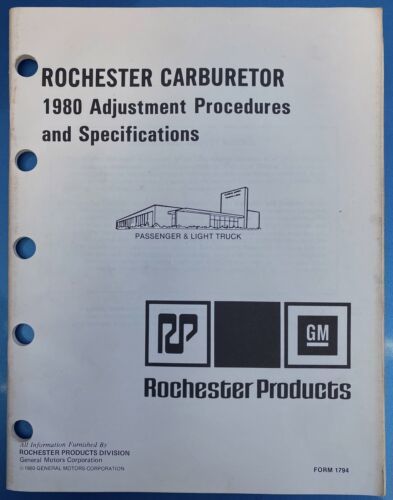 ROCHESTER CARBURETOR
1980 Adjustment Procedures
and Specifications
PASSENGER & LIGHT TRUCK
RP
GM
Rochester Products
All Information Furnished By
ROCHESTER PRODUCTS DIVISION
General Motors Corporation
© 1980 GENERAL MOTORS CORPORATION
FORM 1794